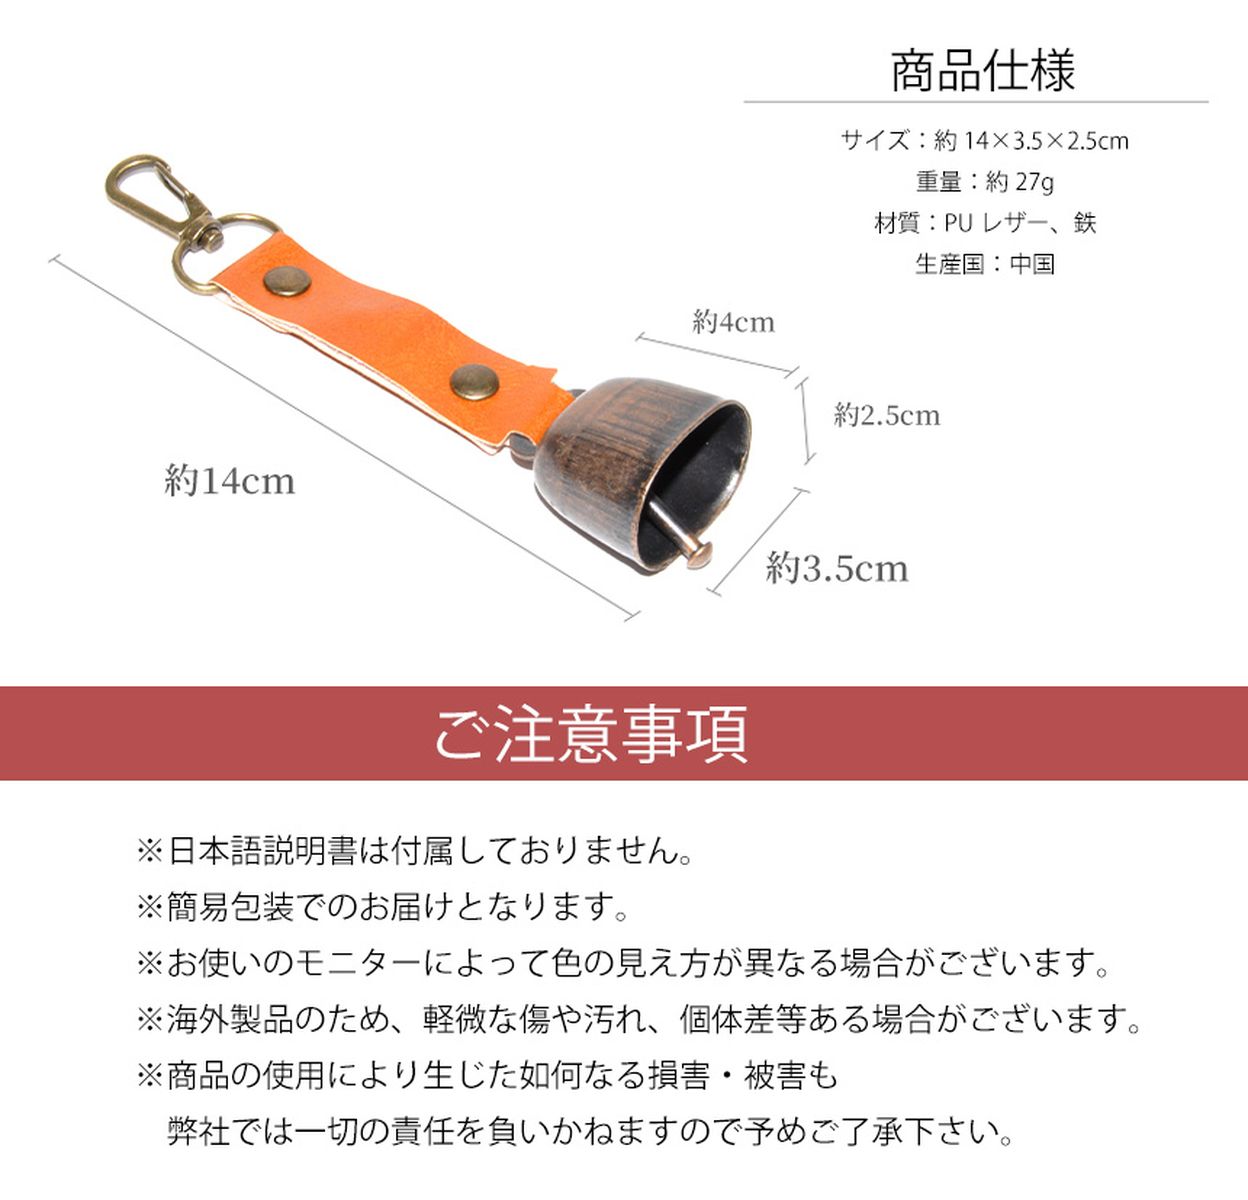 商品仕様
サイズ：約 14×3.5×2.5cm
重量：約 27g
材質：PU レザー、鉄
生産国：中国
約4cm
約2.5cm
約14cm
約3.5cm
ご注意事項
※日本語説明書は付属しておりません。
※簡易包装でのお届けとなります。
※お使いのモニターによって色の見え方が異なる場合がございます。
※海外製品のため、軽微な傷や汚れ、個体差等ある場合がございます。
※商品の使用により生じた如何なる損害・被害も
弊社では一切の責任を負いかねますので予めご了承下さい。